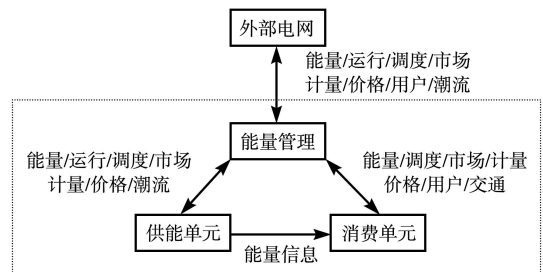 外部电网
能量/运行/调度/市场
计量/价格/用户/潮流
能量管理
能量/运行/调度/市场
计量/价格/潮流
能量/调度/市场/计量
价格/用户/交通
供能单元
消费单元
能量信息